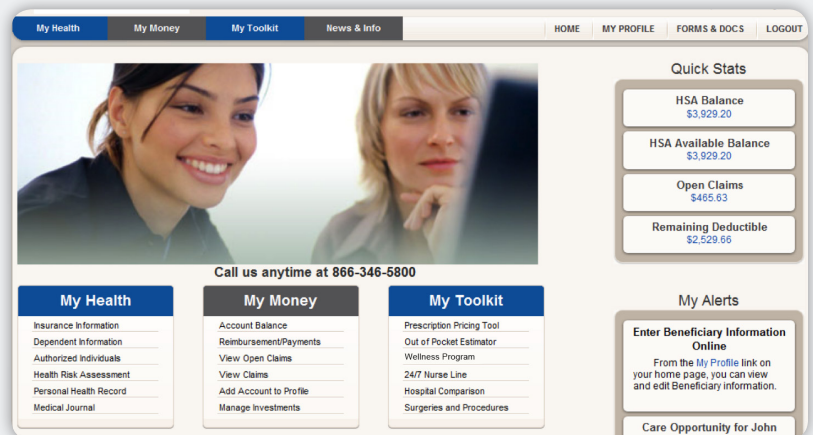 My Health My Money My Toolkit News & Info HOME MY PROFILE FORMS & DOCS LOGOUT
Call us anytime at 866-346-5800
My Health
Insurance Information
Dependent Information
Authorized Individuals
Health Risk Assessment
Personal Health Record
Medical Journal
My Money
Account Balance
Reimbursement/Payments
View Open Claims
View Claims
Add Account to Profile
Manage Investments
My Toolkit
Prescription Pricing Tool
Out of Pocket Estimator
Wellness Program
24/7 Nurse Line
Hospital Comparison
Surgeries and Procedures
Quick Stats
HSA Balance
$3,929.20
HSA Available Balance
$3,929.20
Open Claims
$465.63
Remaining Deductible
$2,529.66
My Alerts
Enter Beneficiary Information
Online
From the My Profile link on
your home page, you can view
and edit Beneficiary information.
Care Opportunity for John